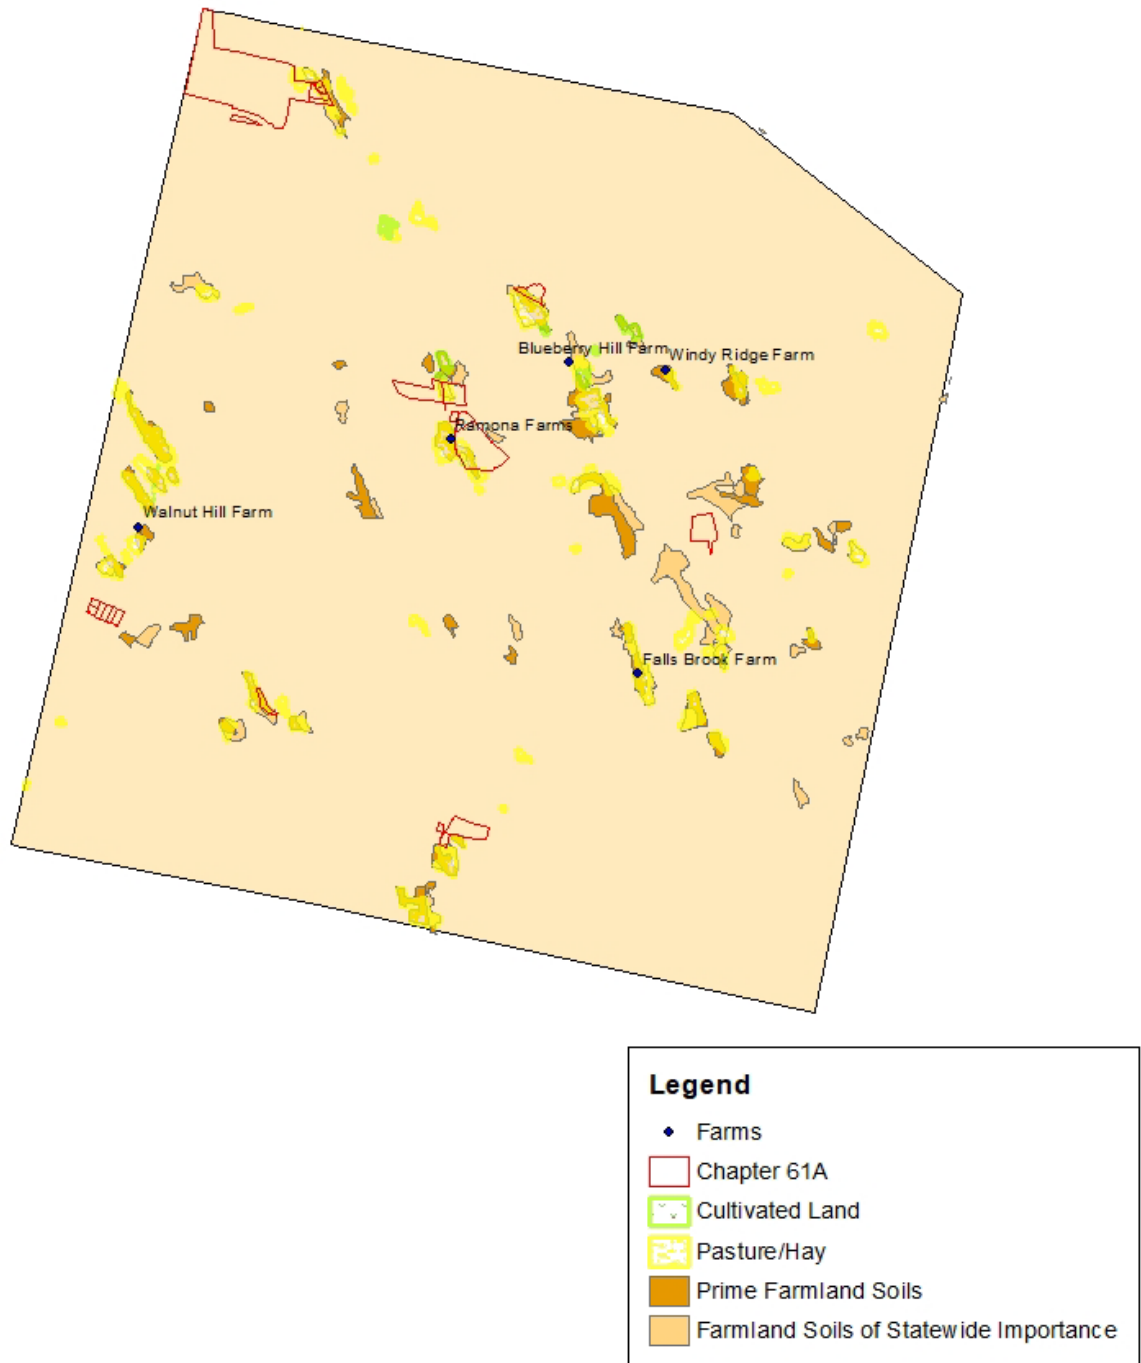 Blueberry Hill Farm
Windy Ridge Farm
Ramona Farms
Walnut Hill Farm
Falls Brook Farm
Legend
Farms
Chapter 61A
Cultivated Land
Pasture/Hay
Prime Farmland Soils
Farmland Soils of Statewide Importance